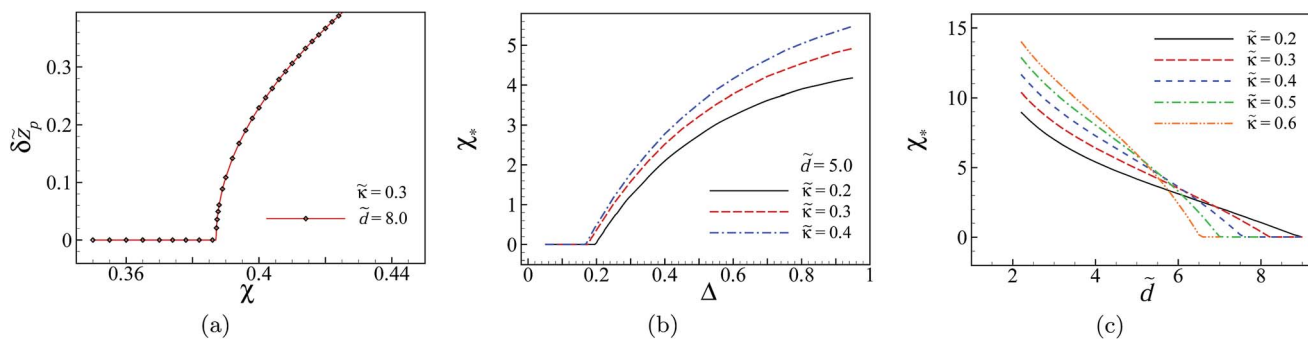 δz̃ₚ
0.3
0.2
0.1
0
0.36
0.4
0.44
χ
κ̃ = 0.3
d̃ = 8.0
(a)
χ*
5
4
3
2
1
0
0
0.2
0.4
0.6
0.8
1
Δ
d̃ = 5.0
κ̃ = 0.2
κ̃ = 0.3
κ̃ = 0.4
(b)
χ*
15
10
5
0
2
4
6
8
d̃
κ̃ = 0.2
κ̃ = 0.3
κ̃ = 0.4
κ̃ = 0.5
κ̃ = 0.6
(c)